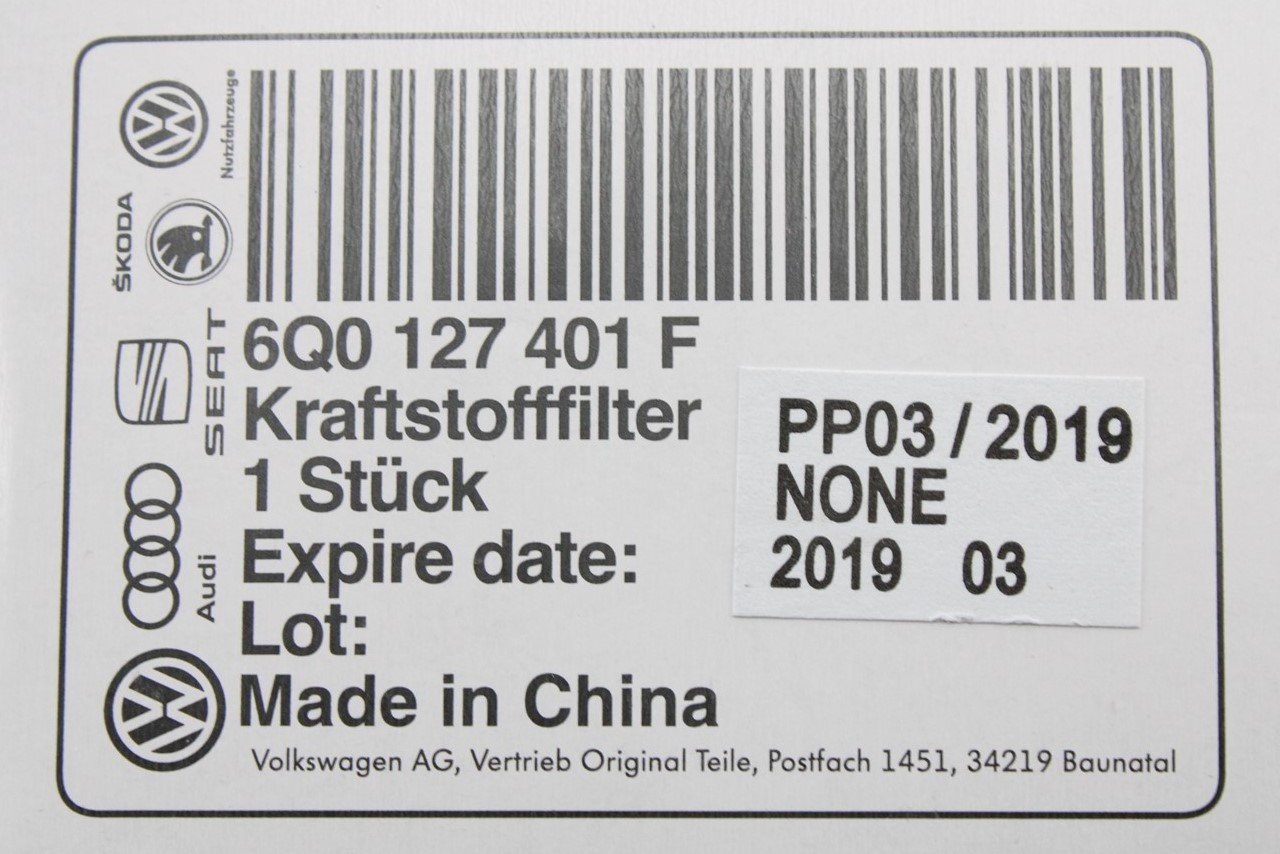 Nutzfahrzeuge
ŠKODA
SEAT
Audi
6Q0 127 401 F
Kraftstofffilter
1 Stück
Expire date:
Lot:
Made in China
Volkswagen AG, Vertrieb Original Teile, Postfach 1451, 34219 Baunatal
PP03 / 2019
NONE
2019 03